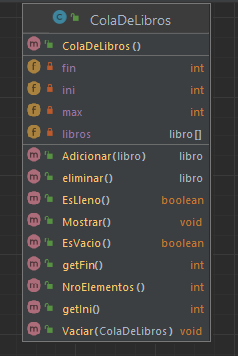 ColaDeLibros
ColaDeLibros()
fin int
ini int
max int
libros libro[]
Adicionar(libro) libro
eliminar() libro
EsLleno() boolean
Mostrar() void
EsVacio() boolean
getFin() int
NroElementos() int
getIni() int
Vaciar(ColaDeLibros) void